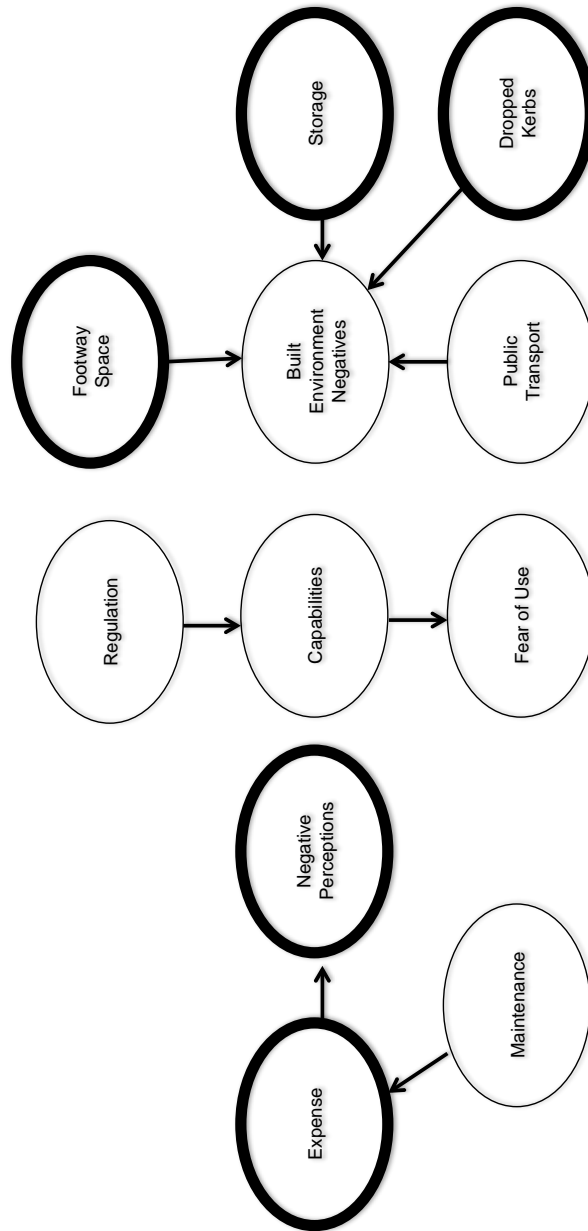 Regulation
Footway
Space
Expense
Negative
Perceptions
Capabilities
Built
Environment
Negatives
Storage
Maintenance
Fear of Use
Public
Transport
Dropped
Kerbs